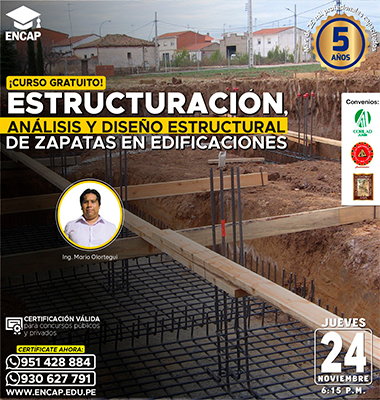 ENCAP
5
AÑOS
¡CURSO GRATUITO!
ESTRUCTURACIÓN,
ANÁLISIS Y DISEÑO ESTRUCTURAL
DE ZAPATAS EN EDIFICACIONES
Convenios:
Ing. Mario Olortegui
CERTIFICACIÓN VÁLIDA
para concursos públicos
y privados
CERTIFÍCATE AHORA:
951 428 884
930 627 791
WWW.ENCAP.EDU.PE
JUEVES
24
NOVIEMBRE
6:15 P.M.